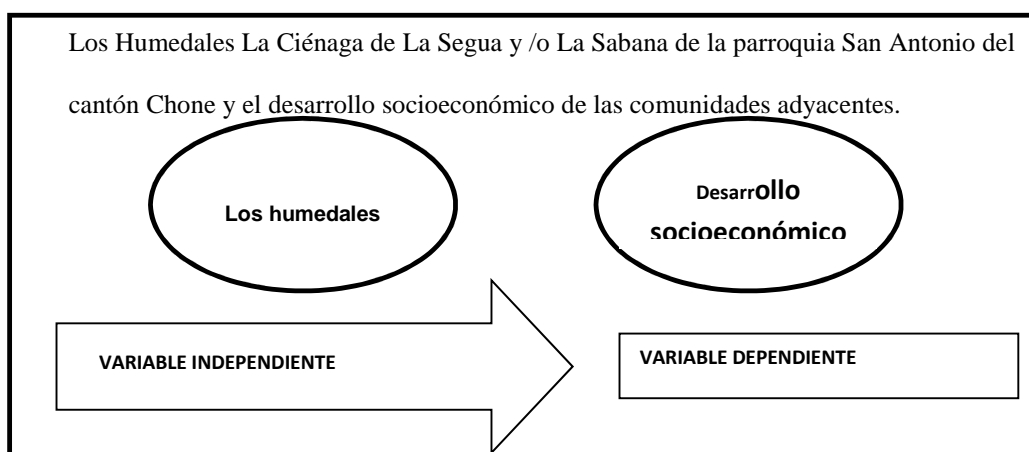 Los Humedales La Ciénaga de La Segua y /o La Sabana de la parroquia San Antonio del
cantón Chone y el desarrollo socioeconómico de las comunidades adyacentes.
Los humedales
Desarrollo
socioeconómico
VARIABLE INDEPENDIENTE
VARIABLE DEPENDIENTE